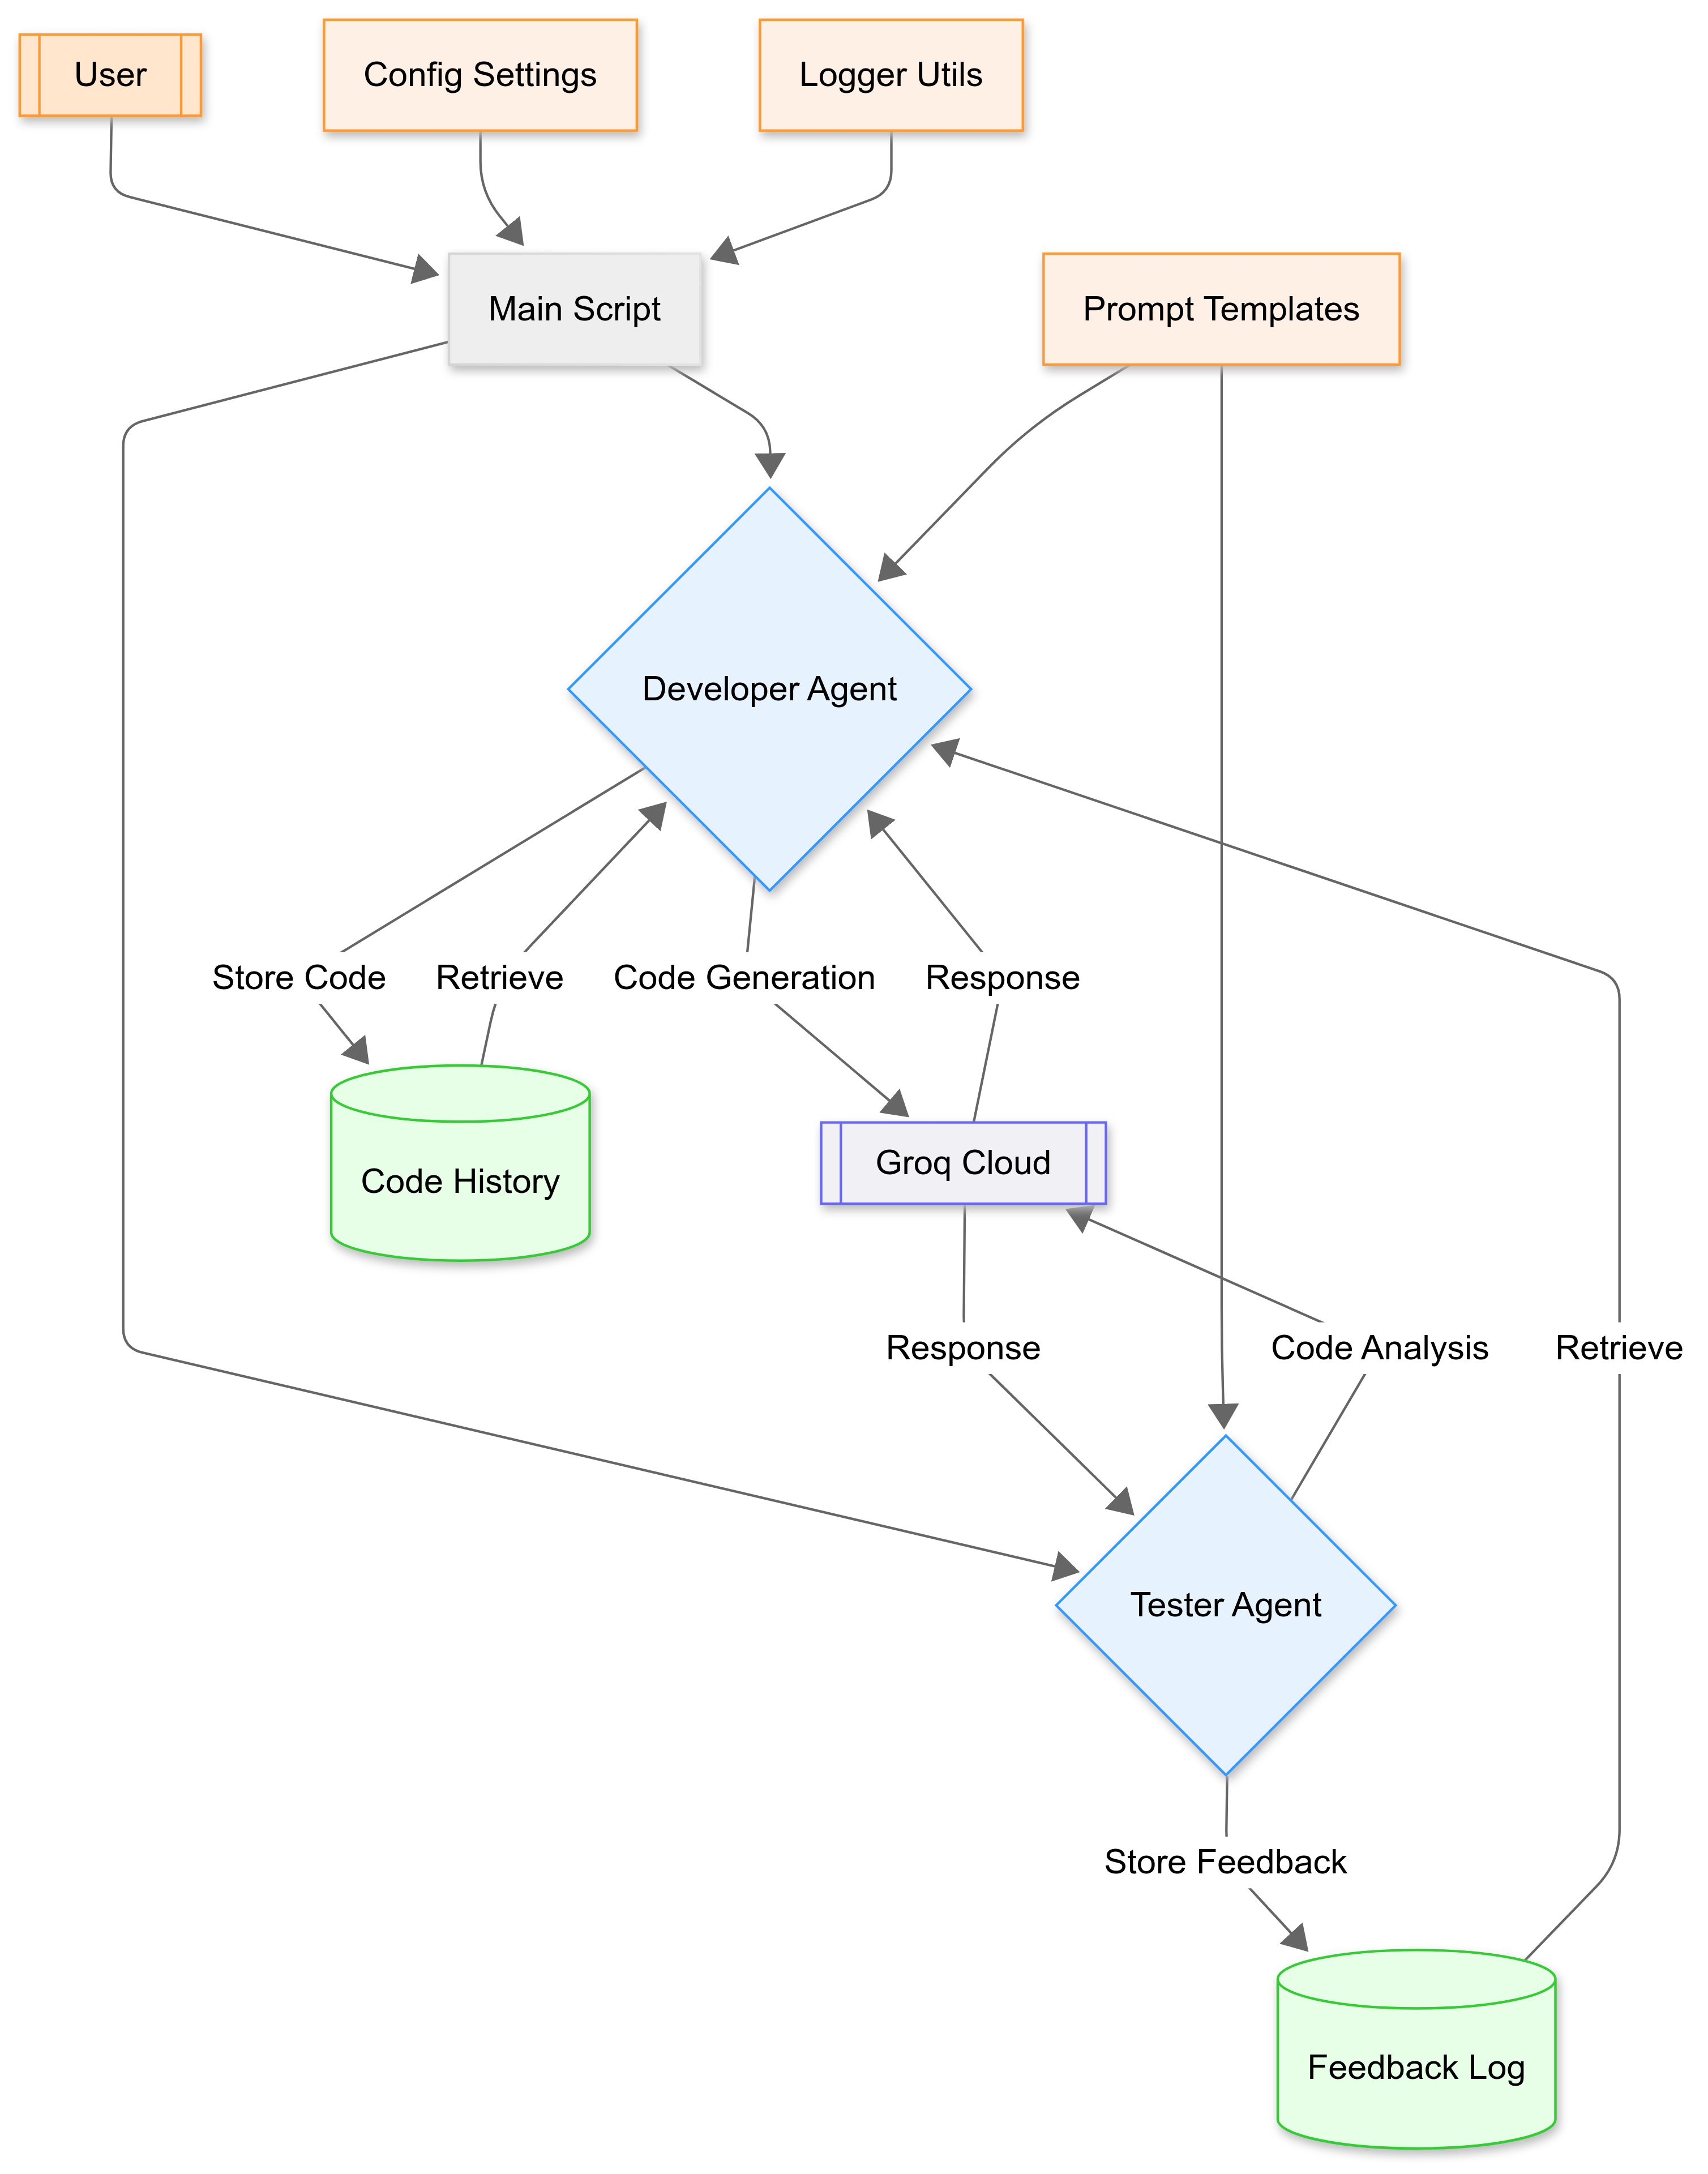 User
Config Settings
Logger Utils
Main Script
Prompt Templates
Developer Agent
Store Code
Retrieve
Code Generation
Response
Groq Cloud
Code History
Response
Code Analysis
Retrieve
Tester Agent
Store Feedback
Feedback Log